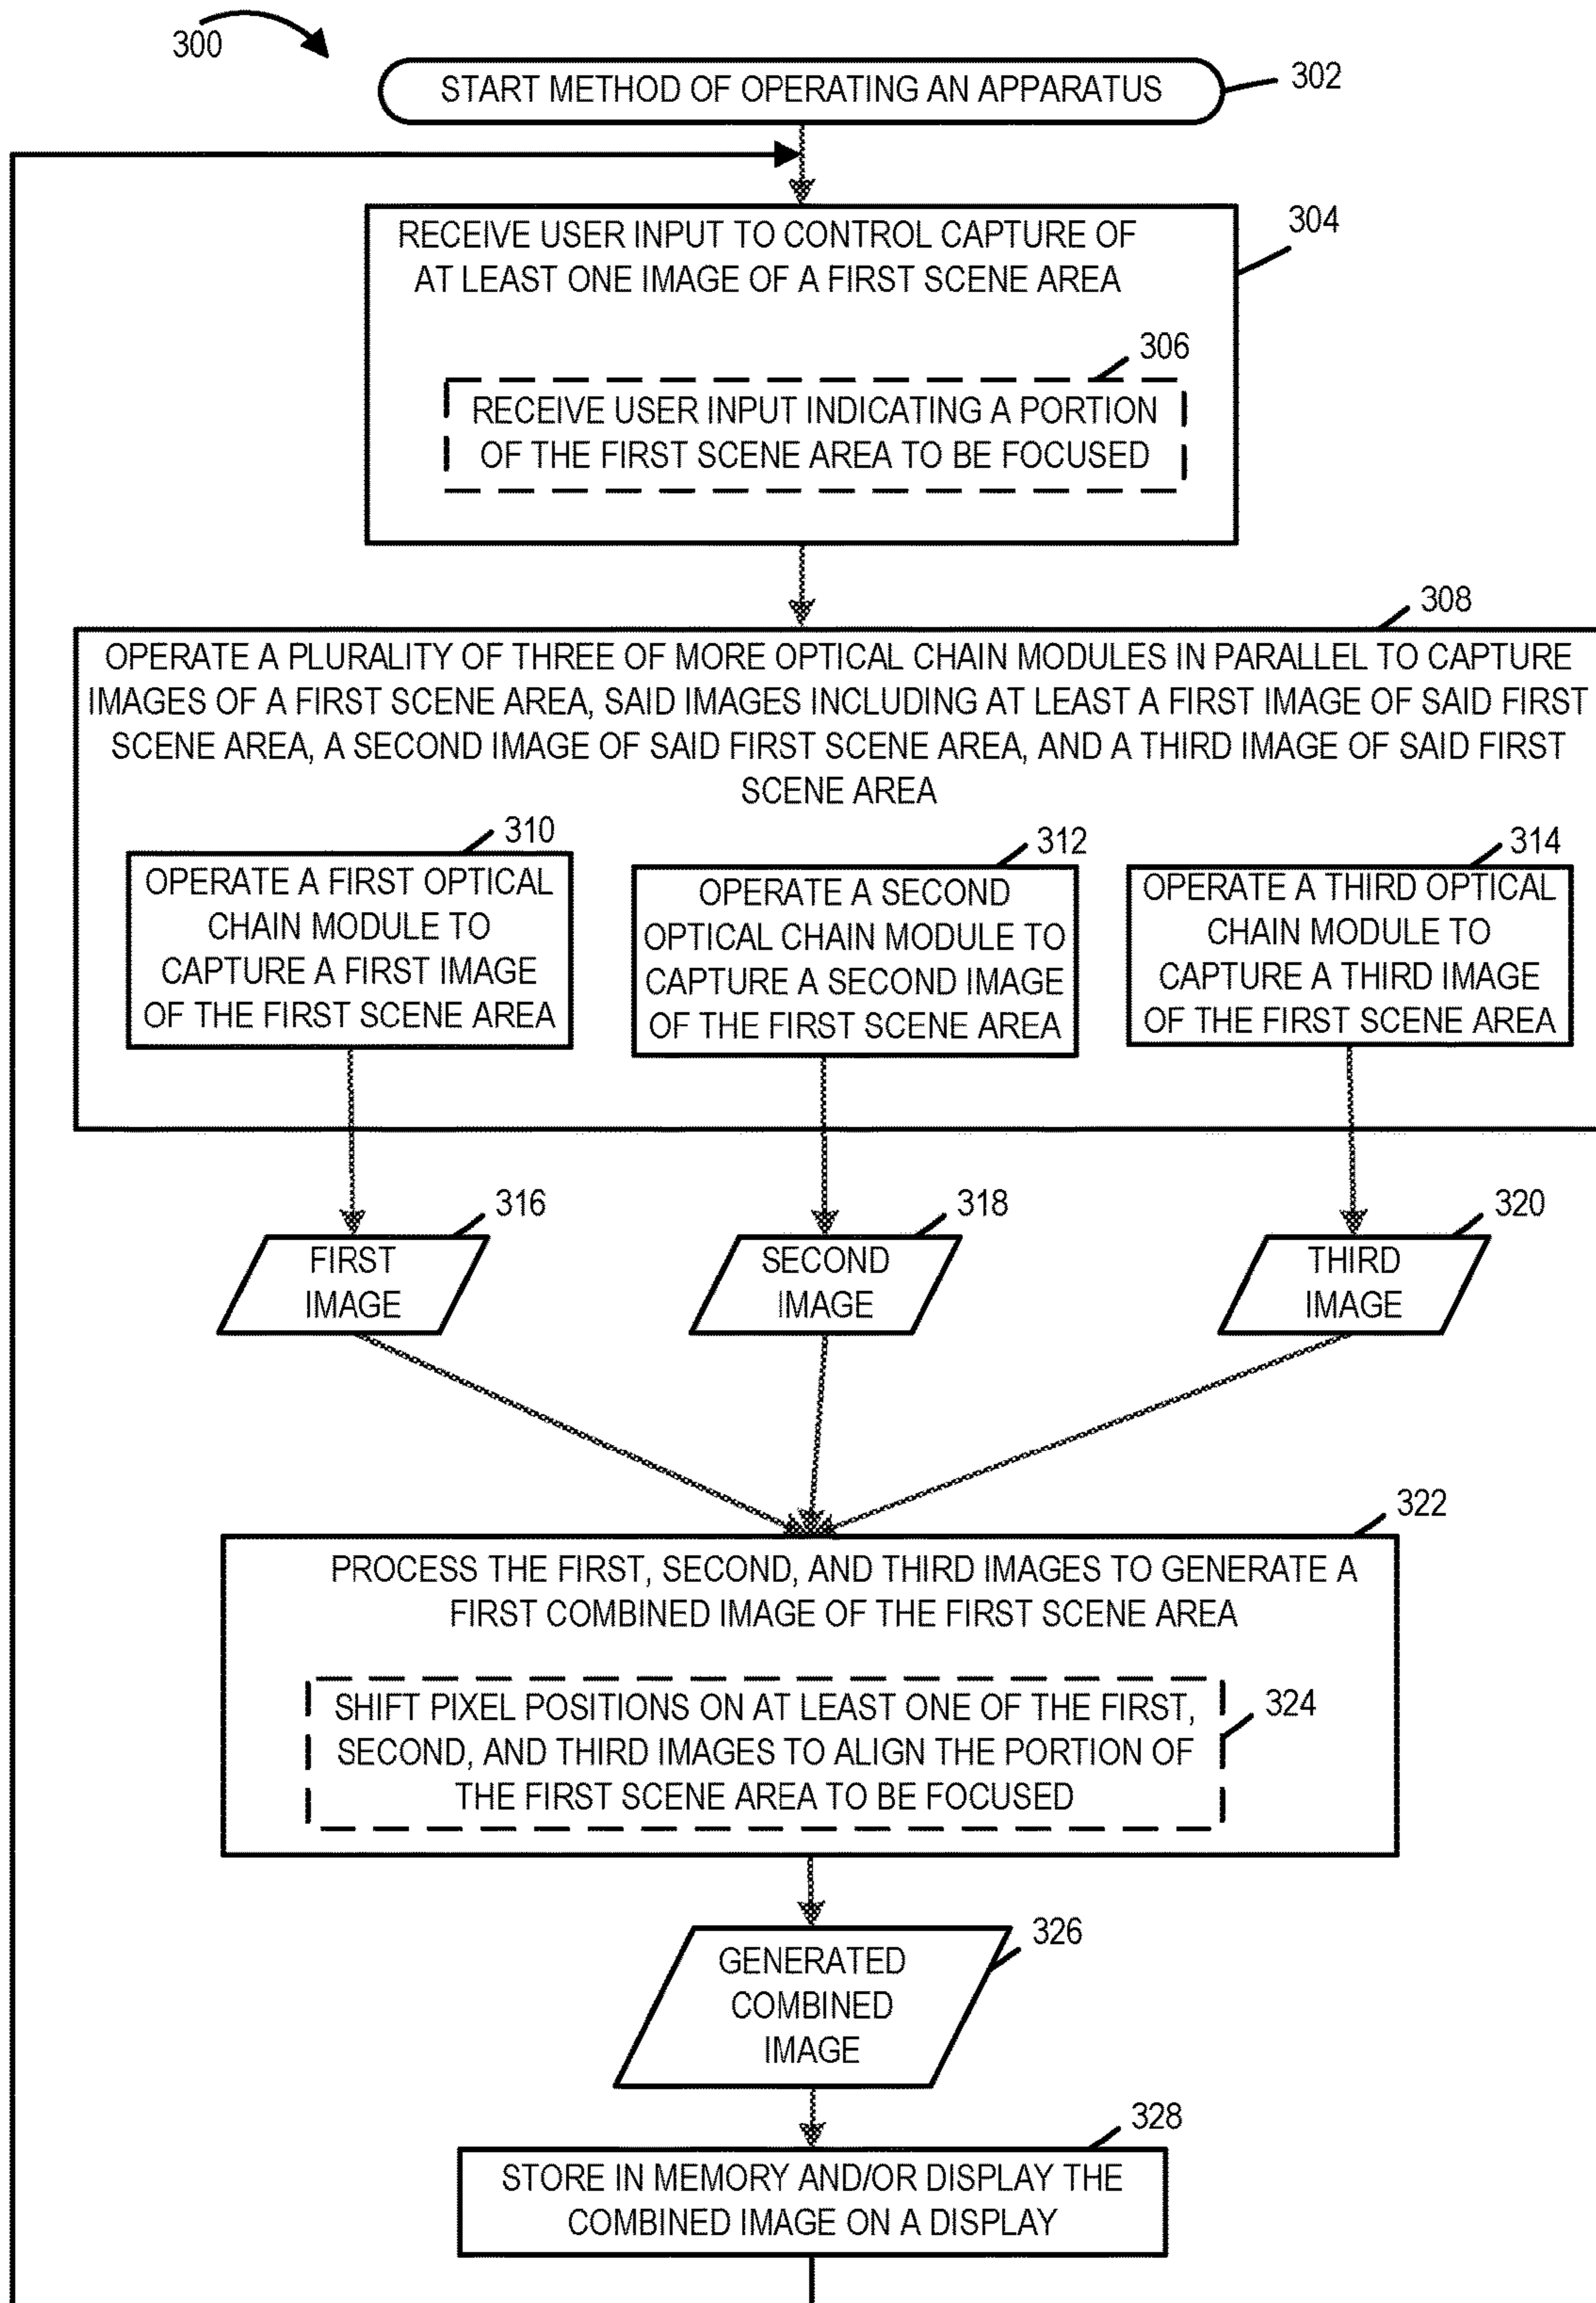 300
START METHOD OF OPERATING AN APPARATUS
302
RECEIVE USER INPUT TO CONTROL CAPTURE OF
AT LEAST ONE IMAGE OF A FIRST SCENE AREA
304
306
RECEIVE USER INPUT INDICATING A PORTION
OF THE FIRST SCENE AREA TO BE FOCUSED
308
OPERATE A PLURALITY OF THREE OF MORE OPTICAL CHAIN MODULES IN PARALLEL TO CAPTURE
IMAGES OF A FIRST SCENE AREA, SAID IMAGES INCLUDING AT LEAST A FIRST IMAGE OF SAID FIRST
SCENE AREA, A SECOND IMAGE OF SAID FIRST SCENE AREA, AND A THIRD IMAGE OF SAID FIRST
SCENE AREA
310
OPERATE A FIRST OPTICAL
CHAIN MODULE TO
CAPTURE A FIRST IMAGE
OF THE FIRST SCENE AREA
312
OPERATE A SECOND
OPTICAL CHAIN MODULE TO
CAPTURE A SECOND IMAGE
OF THE FIRST SCENE AREA
314
OPERATE A THIRD OPTICAL
CHAIN MODULE TO
CAPTURE A THIRD IMAGE
OF THE FIRST SCENE AREA
316
FIRST
IMAGE
318
SECOND
IMAGE
320
THIRD
IMAGE
322
PROCESS THE FIRST, SECOND, AND THIRD IMAGES TO GENERATE A
FIRST COMBINED IMAGE OF THE FIRST SCENE AREA
SHIFT PIXEL POSITIONS ON AT LEAST ONE OF THE FIRST,
SECOND, AND THIRD IMAGES TO ALIGN THE PORTION OF
THE FIRST SCENE AREA TO BE FOCUSED
324
GENERATED
COMBINED
IMAGE
326
328
STORE IN MEMORY AND/OR DISPLAY THE
COMBINED IMAGE ON A DISPLAY